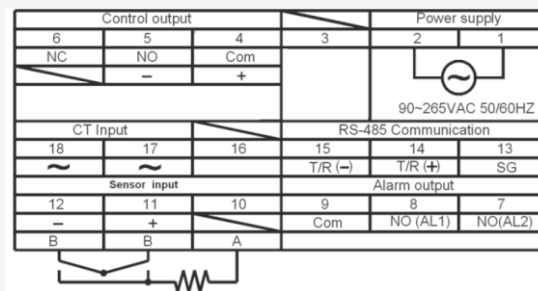 Control output Power supply
6 5 4 3 2 1
NC NO Com
− +
90~265VAC 50/60HZ
CT Input RS-485 Communication
18 17 16 15 14 13
~ ~ T/R (−) T/R (+) SG
Sensor input Alarm output
12 11 10 9 8 7
− + Com NO (AL1) NO(AL2)
B B A